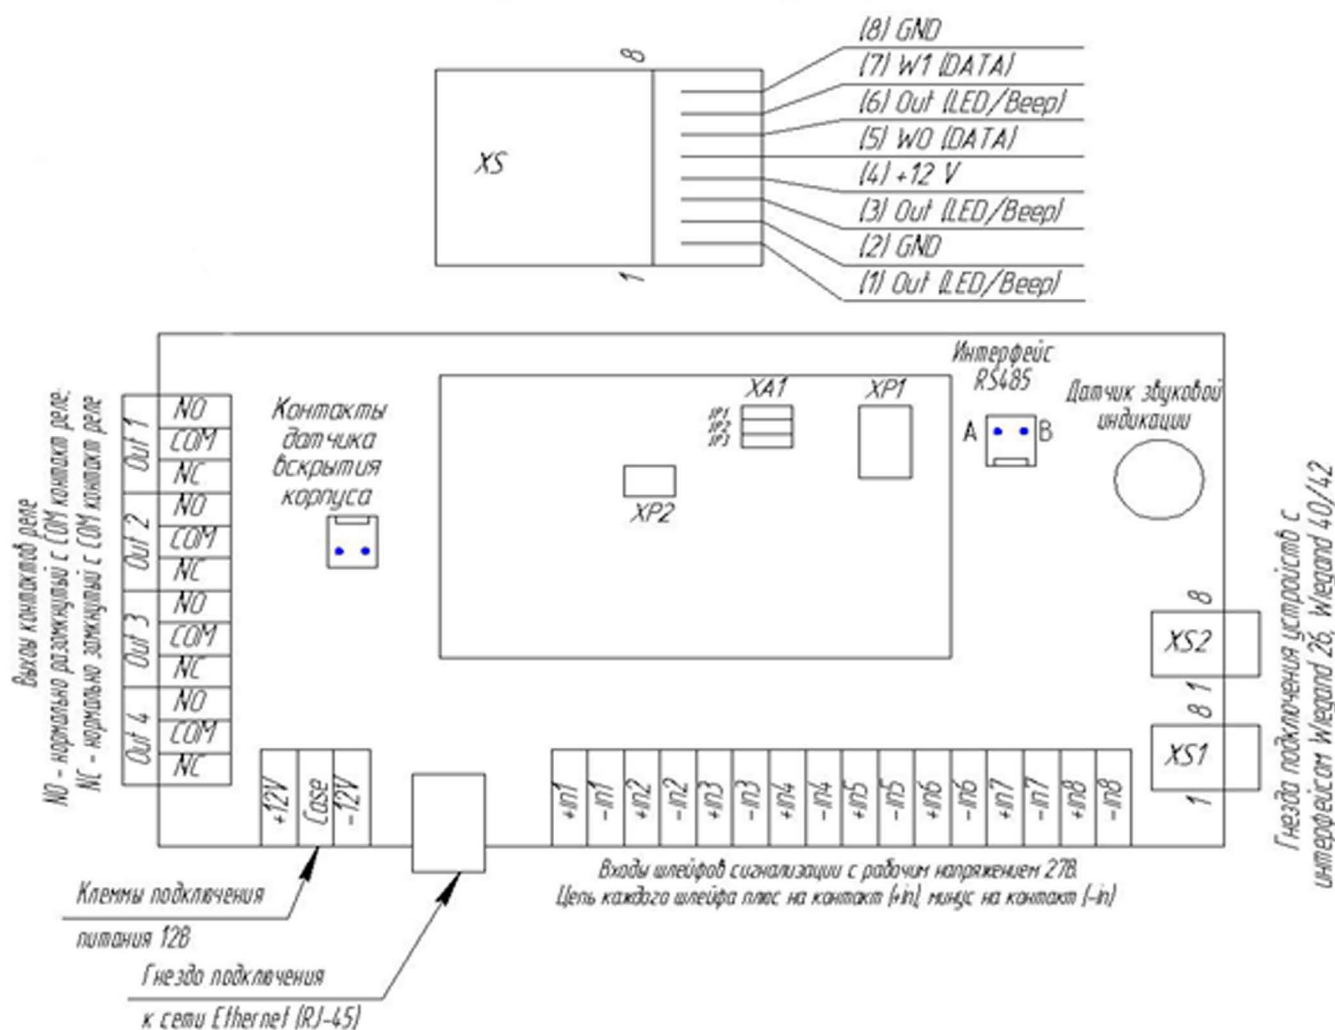 (8) GND
(7) W1 (DATA)
(6) Out (LED/Beep)
(5) W0 (DATA)
(4) +12 V
(3) Out (LED/Beep)
(2) GND
(1) Out (LED/Beep)
8
XS
1
Выхоы контактов реле
NO - нормально разомкнутый с COM контакт реле;
NC - нормально замкнутый с COM контакт реле
Out 1
NO
COM
NC
Out 2
NO
COM
NC
Out 3
NO
COM
NC
Out 4
NO
COM
NC
Контакты
датчика
вскрытия
корпуса
XA1
JP1
JP2
JP3
XP1
XP2
Интерфейс
RS485
A
B
Датчик звуковой
индикации
8
XS2
1
8
XS1
1
Гнезда подключения устройств с
интерфейсом Wiegand 26, Wiegand 40/42
+12V
Case
-12V
+in1
-in1
+in2
-in2
+in3
-in3
+in4
-in4
+in5
-in5
+in6
-in6
+in7
-in7
+in8
-in8
Входы шлейфов сигнализации с рабочим напряжением 27В.
Цепь каждого шлейфа плюс на контакт (+in), минус на контакт (-in)
Клеммы подключения
питания 12В
Гнездо подключения
к сети Ethernet (RJ-45)